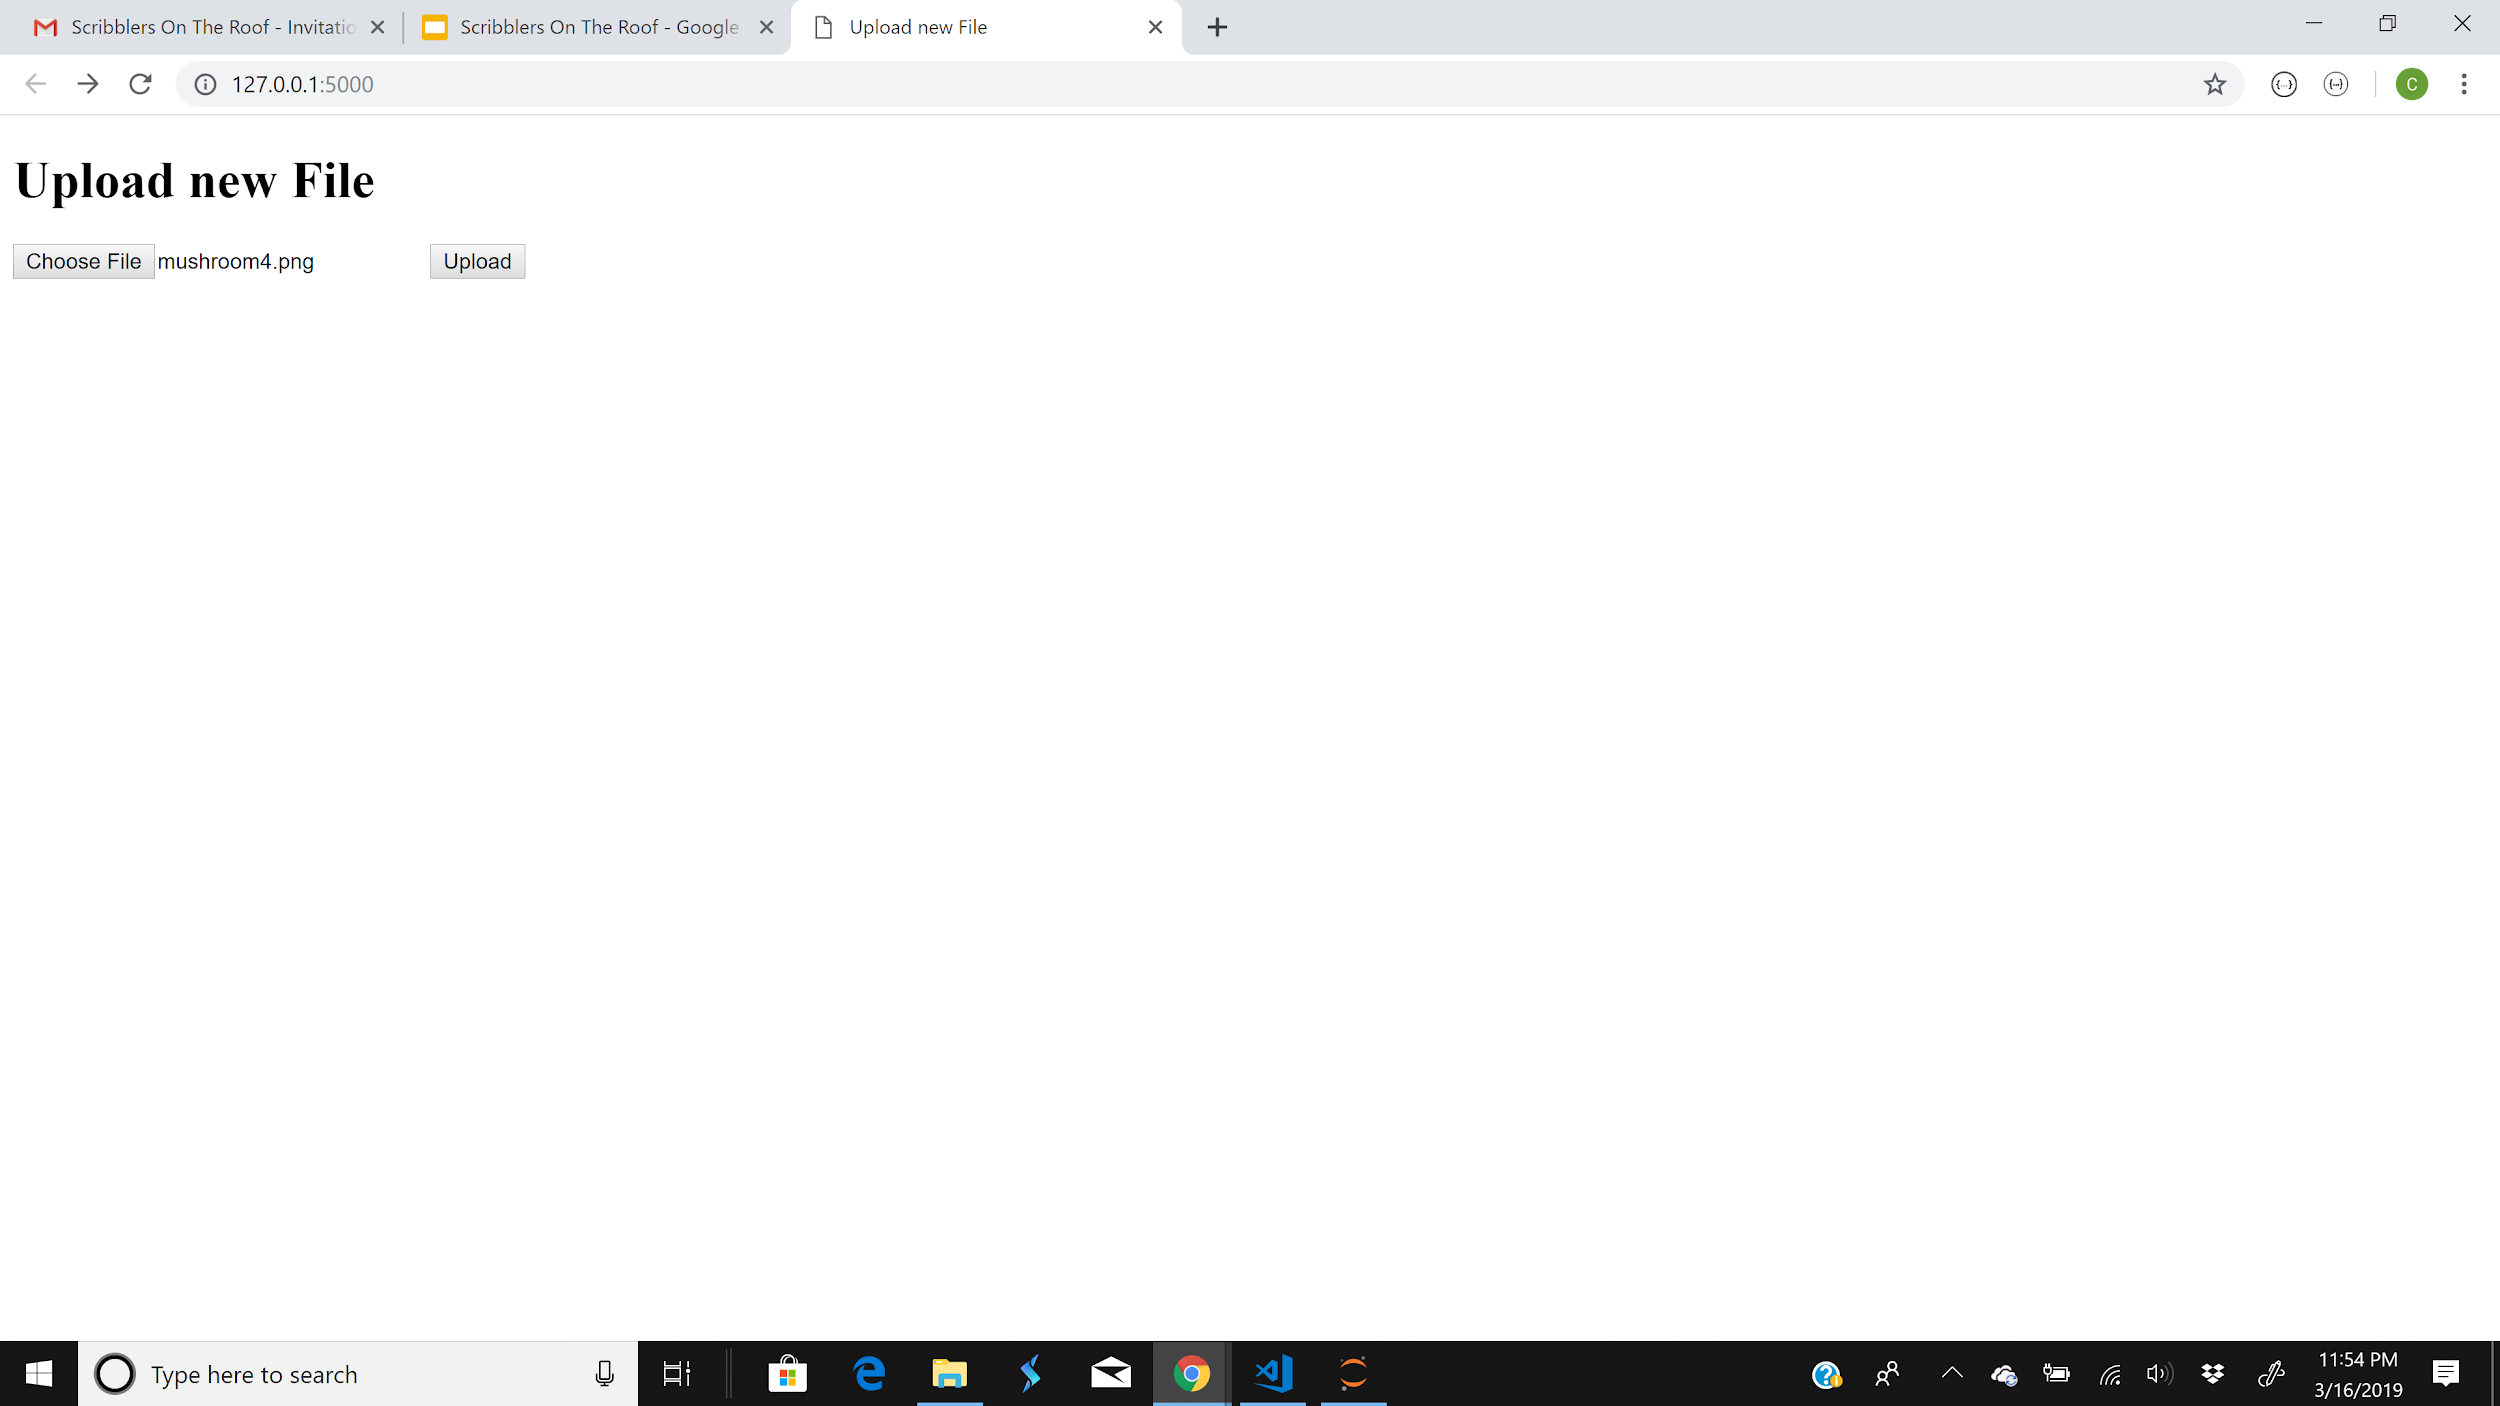 Scribblers On The Roof - Invitatio
Scribblers On The Roof - Google
Upload new File
127.0.0.1:5000
C
Upload new File
Choose File mushroom4.png Upload
Type here to search
11:54 PM
3/16/2019